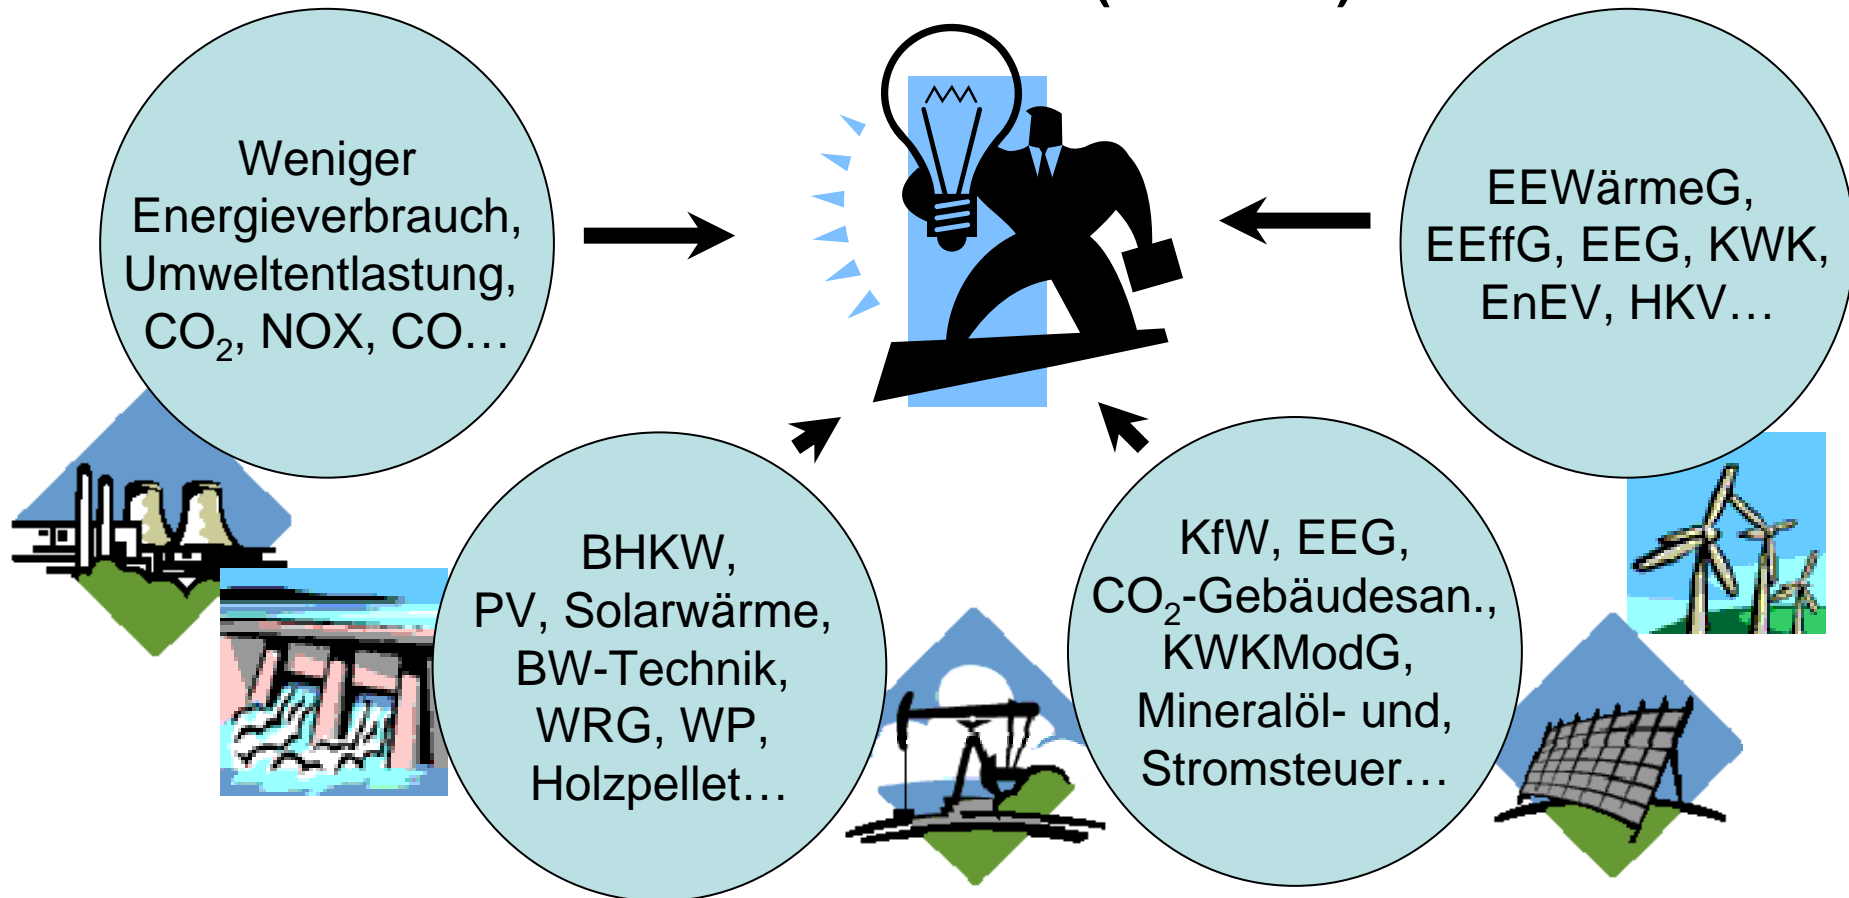 Weniger
Energieverbrauch,
Umweltentlastung,
CO₂, NOX, CO…
EEWärmeG,
EEffG, EEG, KWK,
EnEV, HKV…
BHKW,
PV, Solarwärme,
BW-Technik,
WRG, WP,
Holzpellet…
KfW, EEG,
CO₂-Gebäudesan.,
KWKModG,
Mineralöl- und,
Stromsteuer…